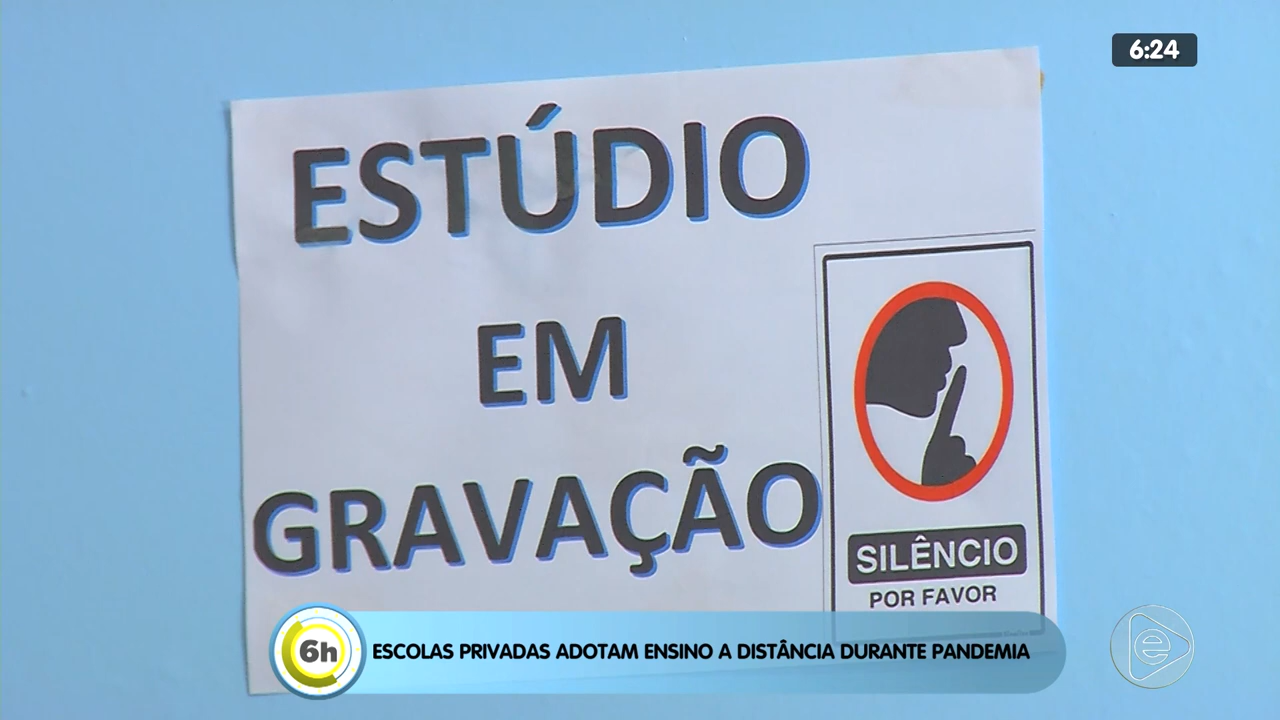 6:24
ESTÚDIO
EM
GRAVAÇÃO
SILÊNCIO
POR FAVOR
6h
ESCOLAS PRIVADAS ADOTAM ENSINO A DISTÂNCIA DURANTE PANDEMIA
e